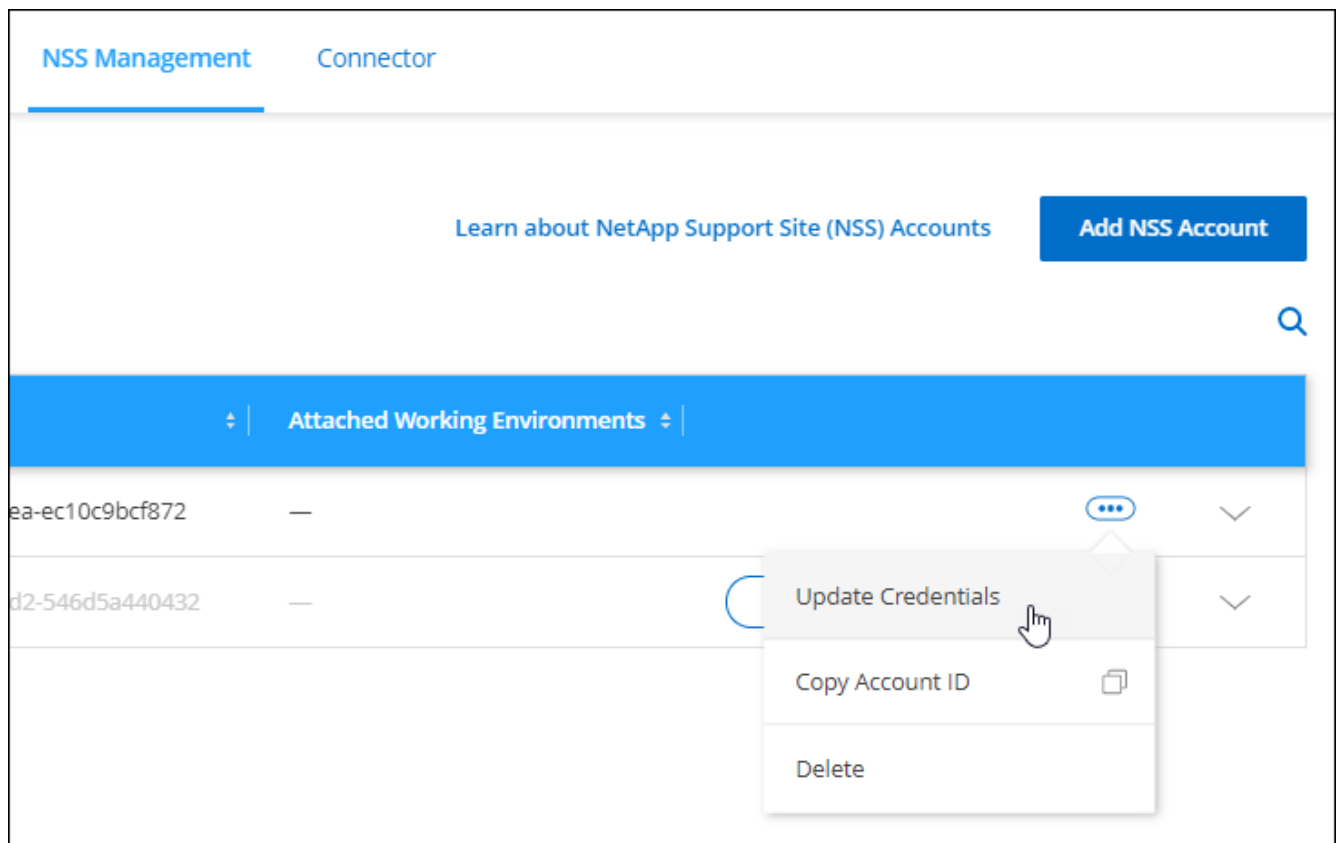 NSS Management Connector
Learn about NetApp Support Site (NSS) Accounts Add NSS Account
Attached Working Environments
ea-ec10c9bcf872 —
d2-546d5a440432 —
Update Credentials
Copy Account ID
Delete